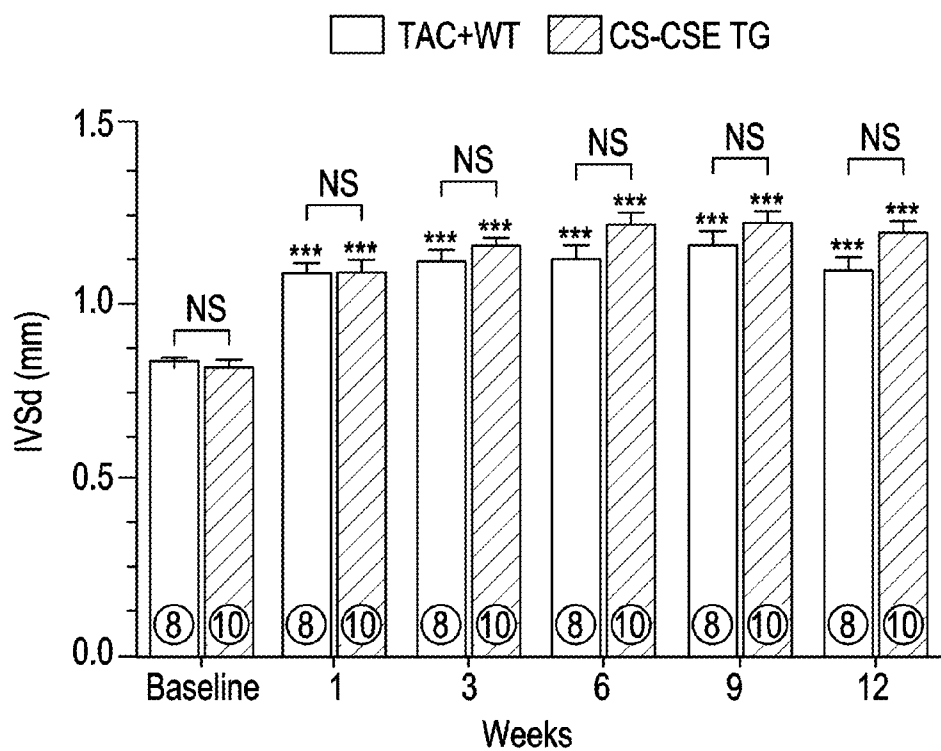 TAC+WT CS-CSE TG
1.5
1.0
0.5
0.0
IVSd (mm)
NS NS NS NS NS NS
*** *** *** *** *** *** *** *** *** ***
8 10 8 10 8 10 8 10 8 10 8 10
Baseline 1 3 6 9 12
Weeks